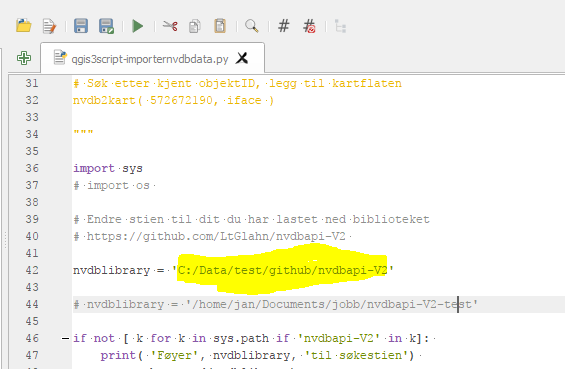 qgis3script-importernvdbdata.py
31 # Søk etter kjent objektID, legg til kartflaten
32 nvdb2kart( 572672190, iface )
33
34 """
35
36 import sys
37 # import os
38
39 # Endre stien til dit du har lastet ned biblioteket
40 # https://github.com/LtGlahn/nvdbapi-V2
41
42 nvdblibrary = 'C:/Data/test/github/nvdbapi-V2'
43
44 # nvdblibrary = '/home/jan/Documents/jobb/nvdbapi-V2-test'
45
46 if not [ k for k in sys.path if 'nvdbapi-V2' in k]:
47 print( 'Føyer', nvdblibrary, 'til søkestien')